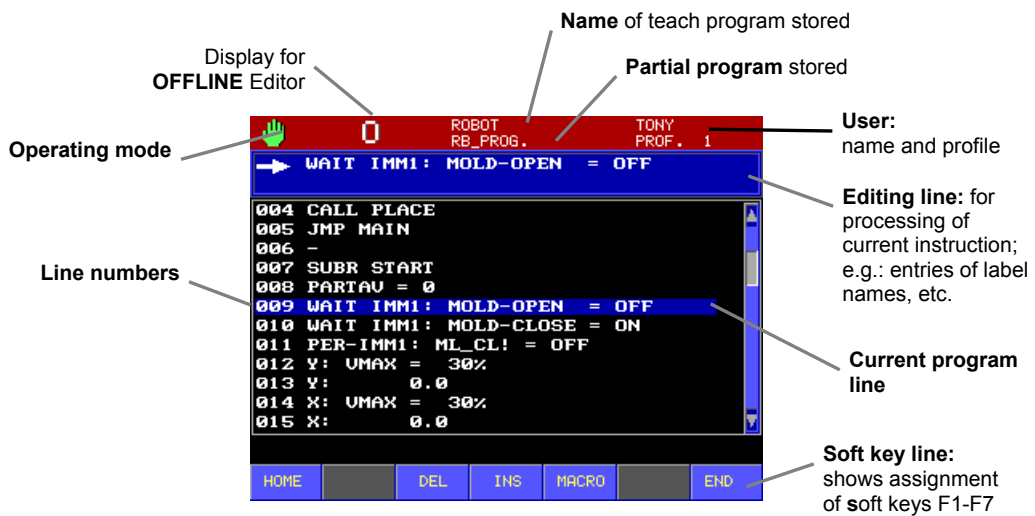 Name of teach program stored
Display for
OFFLINE Editor
Partial program stored
Operating mode
User:
name and profile
O ROBOT TONY
RB_PROG. PROF. 1
WAIT IMM1: MOLD-OPEN = OFF
Editing line: for
processing of
current instruction;
e.g.: entries of label
names, etc.
Line numbers
004 CALL PLACE
005 JMP MAIN
006 -
007 SUBR START
008 PARTAV = 0
009 WAIT IMM1: MOLD-OPEN = OFF
010 WAIT IMM1: MOLD-CLOSE = ON
011 PER-IMM1: ML_CL! = OFF
012 Y: VMAX = 30%
013 Y: 0.0
014 X: VMAX = 30%
015 X: 0.0
Current program
line
Soft key line:
shows assignment
of soft keys F1-F7
HOME DEL INS MACRO END